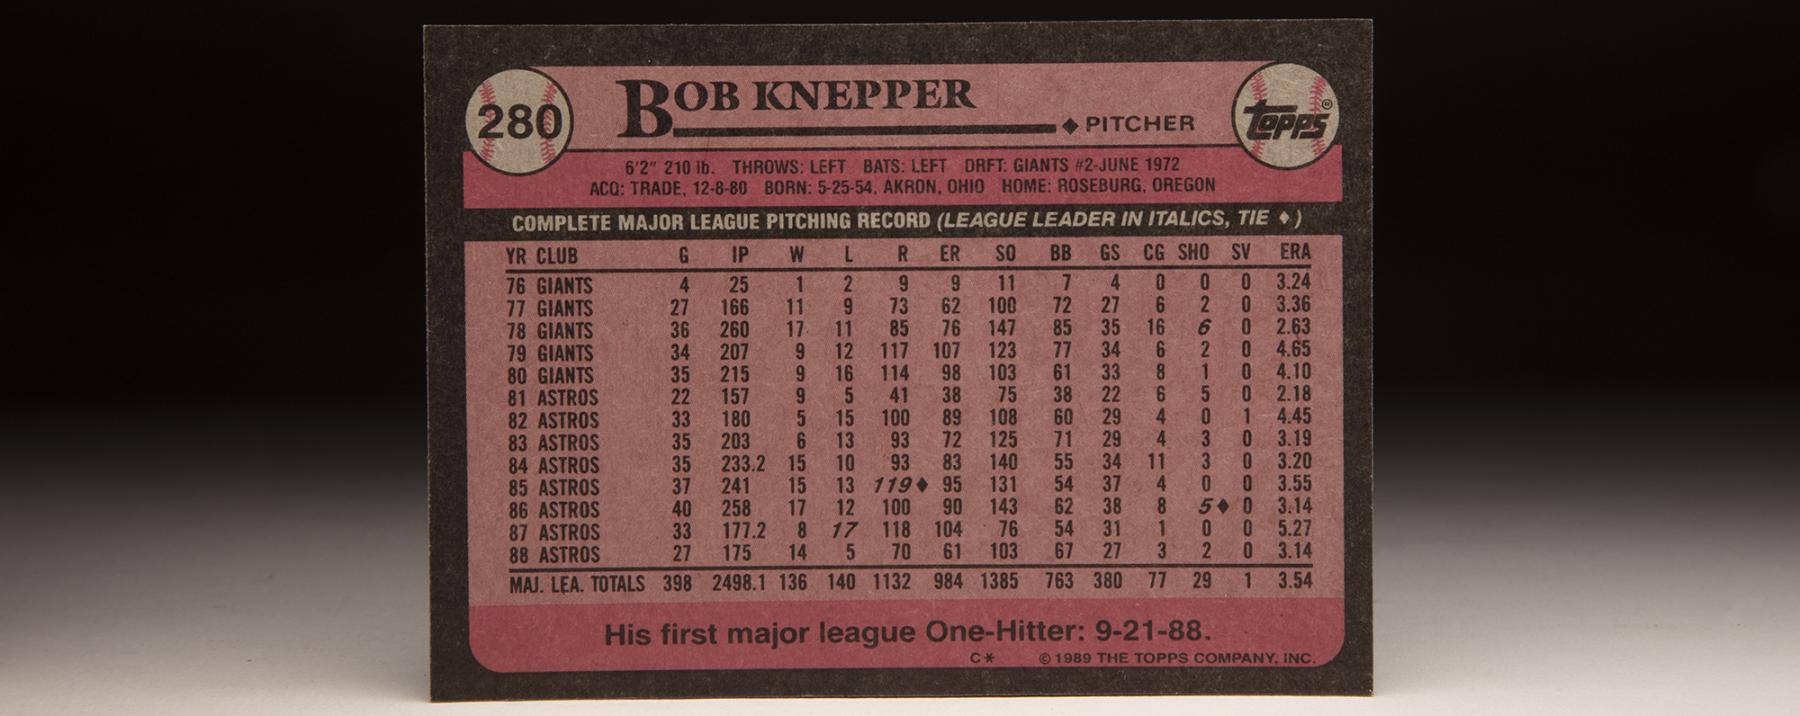 280
BOB KNEPPER
◆ PITCHER
Topps®
6'2" 210 lb. THROWS: LEFT BATS: LEFT DRFT: GIANTS #2-JUNE 1972
ACQ: TRADE, 12-8-80 BORN: 5-25-54, AKRON, OHIO HOME: ROSEBURG, OREGON
COMPLETE MAJOR LEAGUE PITCHING RECORD (LEAGUE LEADER IN ITALICS, TIE ♦)
YR CLUB G IP W L R ER SO BB GS CG SHO SV ERA
76 GIANTS 4 25 1 2 9 9 11 7 4 0 0 0 3.24
77 GIANTS 27 166 11 9 73 62 100 72 27 6 2 0 3.36
78 GIANTS 36 260 17 11 85 76 147 85 35 16 6 0 2.63
79 GIANTS 34 207 9 12 117 107 123 77 34 6 2 0 4.65
80 GIANTS 35 215 9 16 114 98 103 61 33 8 1 0 4.10
81 ASTROS 22 157 9 5 41 38 75 38 22 6 5 0 2.18
82 ASTROS 33 180 5 15 100 89 108 60 29 4 0 1 4.45
83 ASTROS 35 203 6 13 93 72 125 71 29 4 3 0 3.19
84 ASTROS 35 233.2 15 10 93 83 140 55 34 11 3 0 3.20
85 ASTROS 37 241 15 13 119♦ 95 131 54 37 4 0 0 3.55
86 ASTROS 40 258 17 12 100 90 143 62 38 8 5♦ 0 3.14
87 ASTROS 33 177.2 8 17 118 104 76 54 31 1 0 0 5.27
88 ASTROS 27 175 14 5 70 61 103 67 27 3 2 0 3.14
MAJ. LEA. TOTALS 398 2498.1 136 140 1132 984 1385 763 380 77 29 1 3.54
His first major league One-Hitter: 9-21-88.
C* © 1989 THE TOPPS COMPANY, INC.